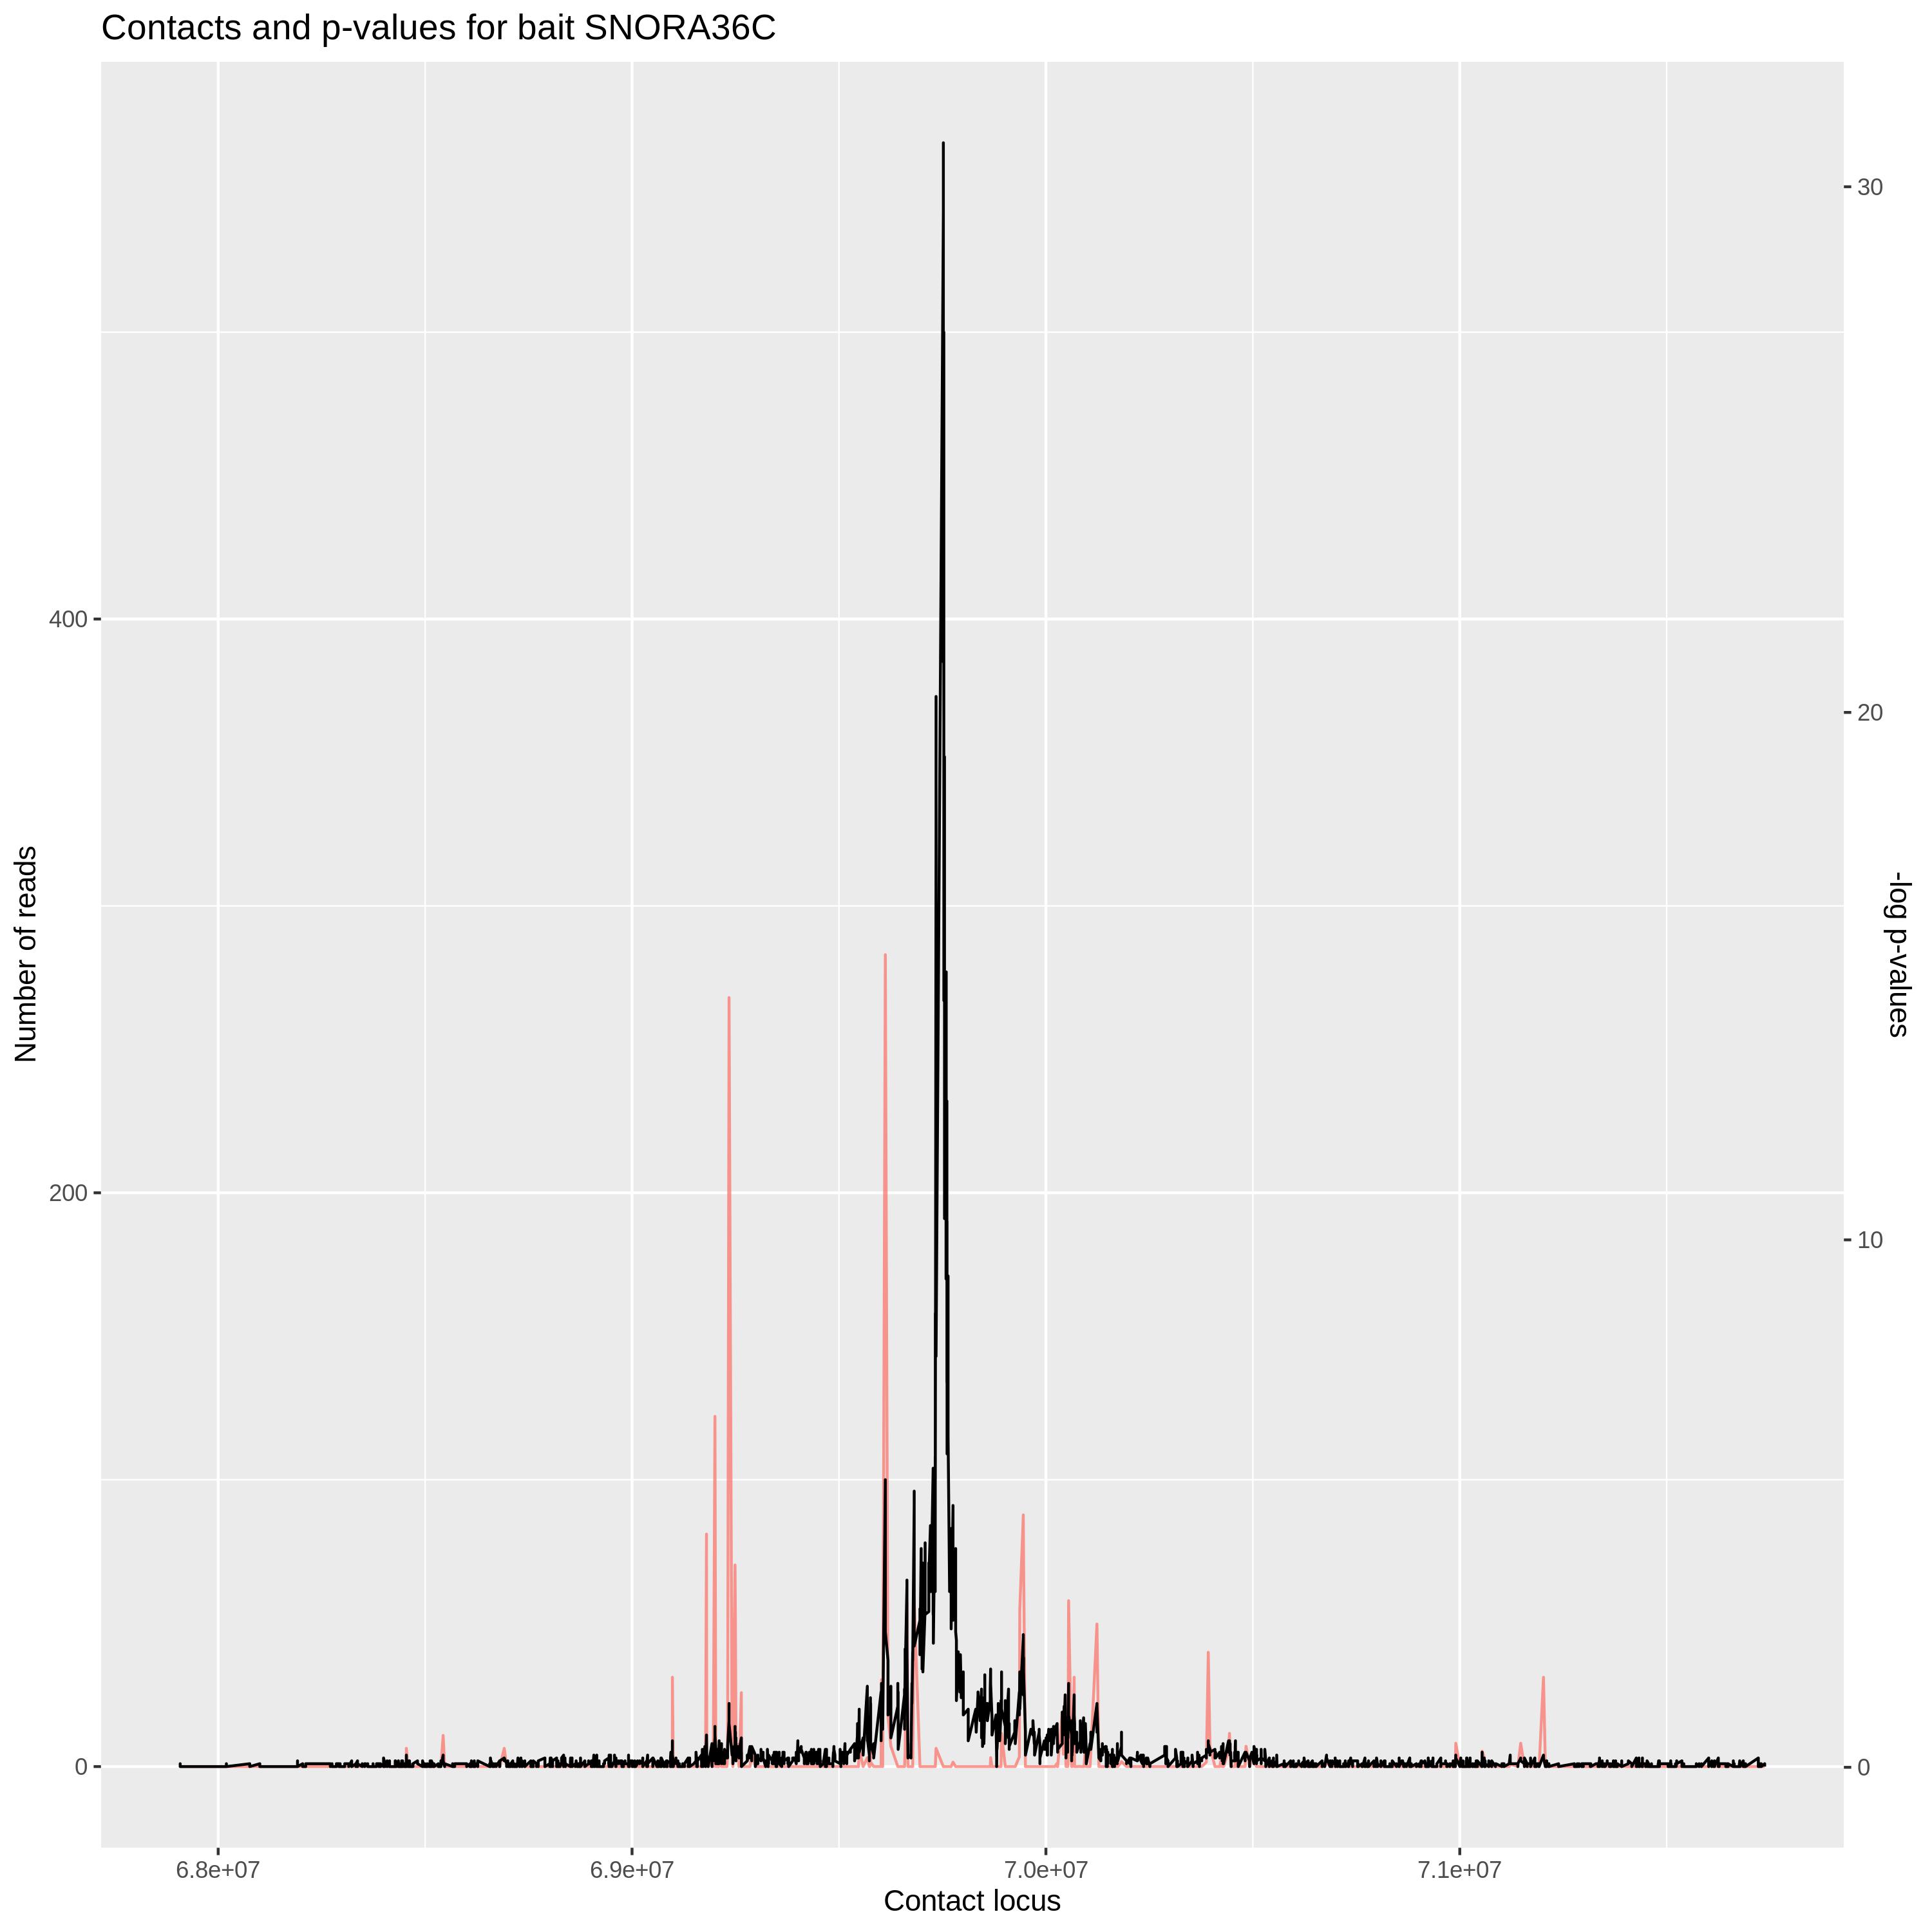 Contacts and p-values for bait SNORA36C
30
400
20
Number of reads
-log p-values
200
10
0
0
6.8e+07
6.9e+07
7.0e+07
7.1e+07
Contact locus